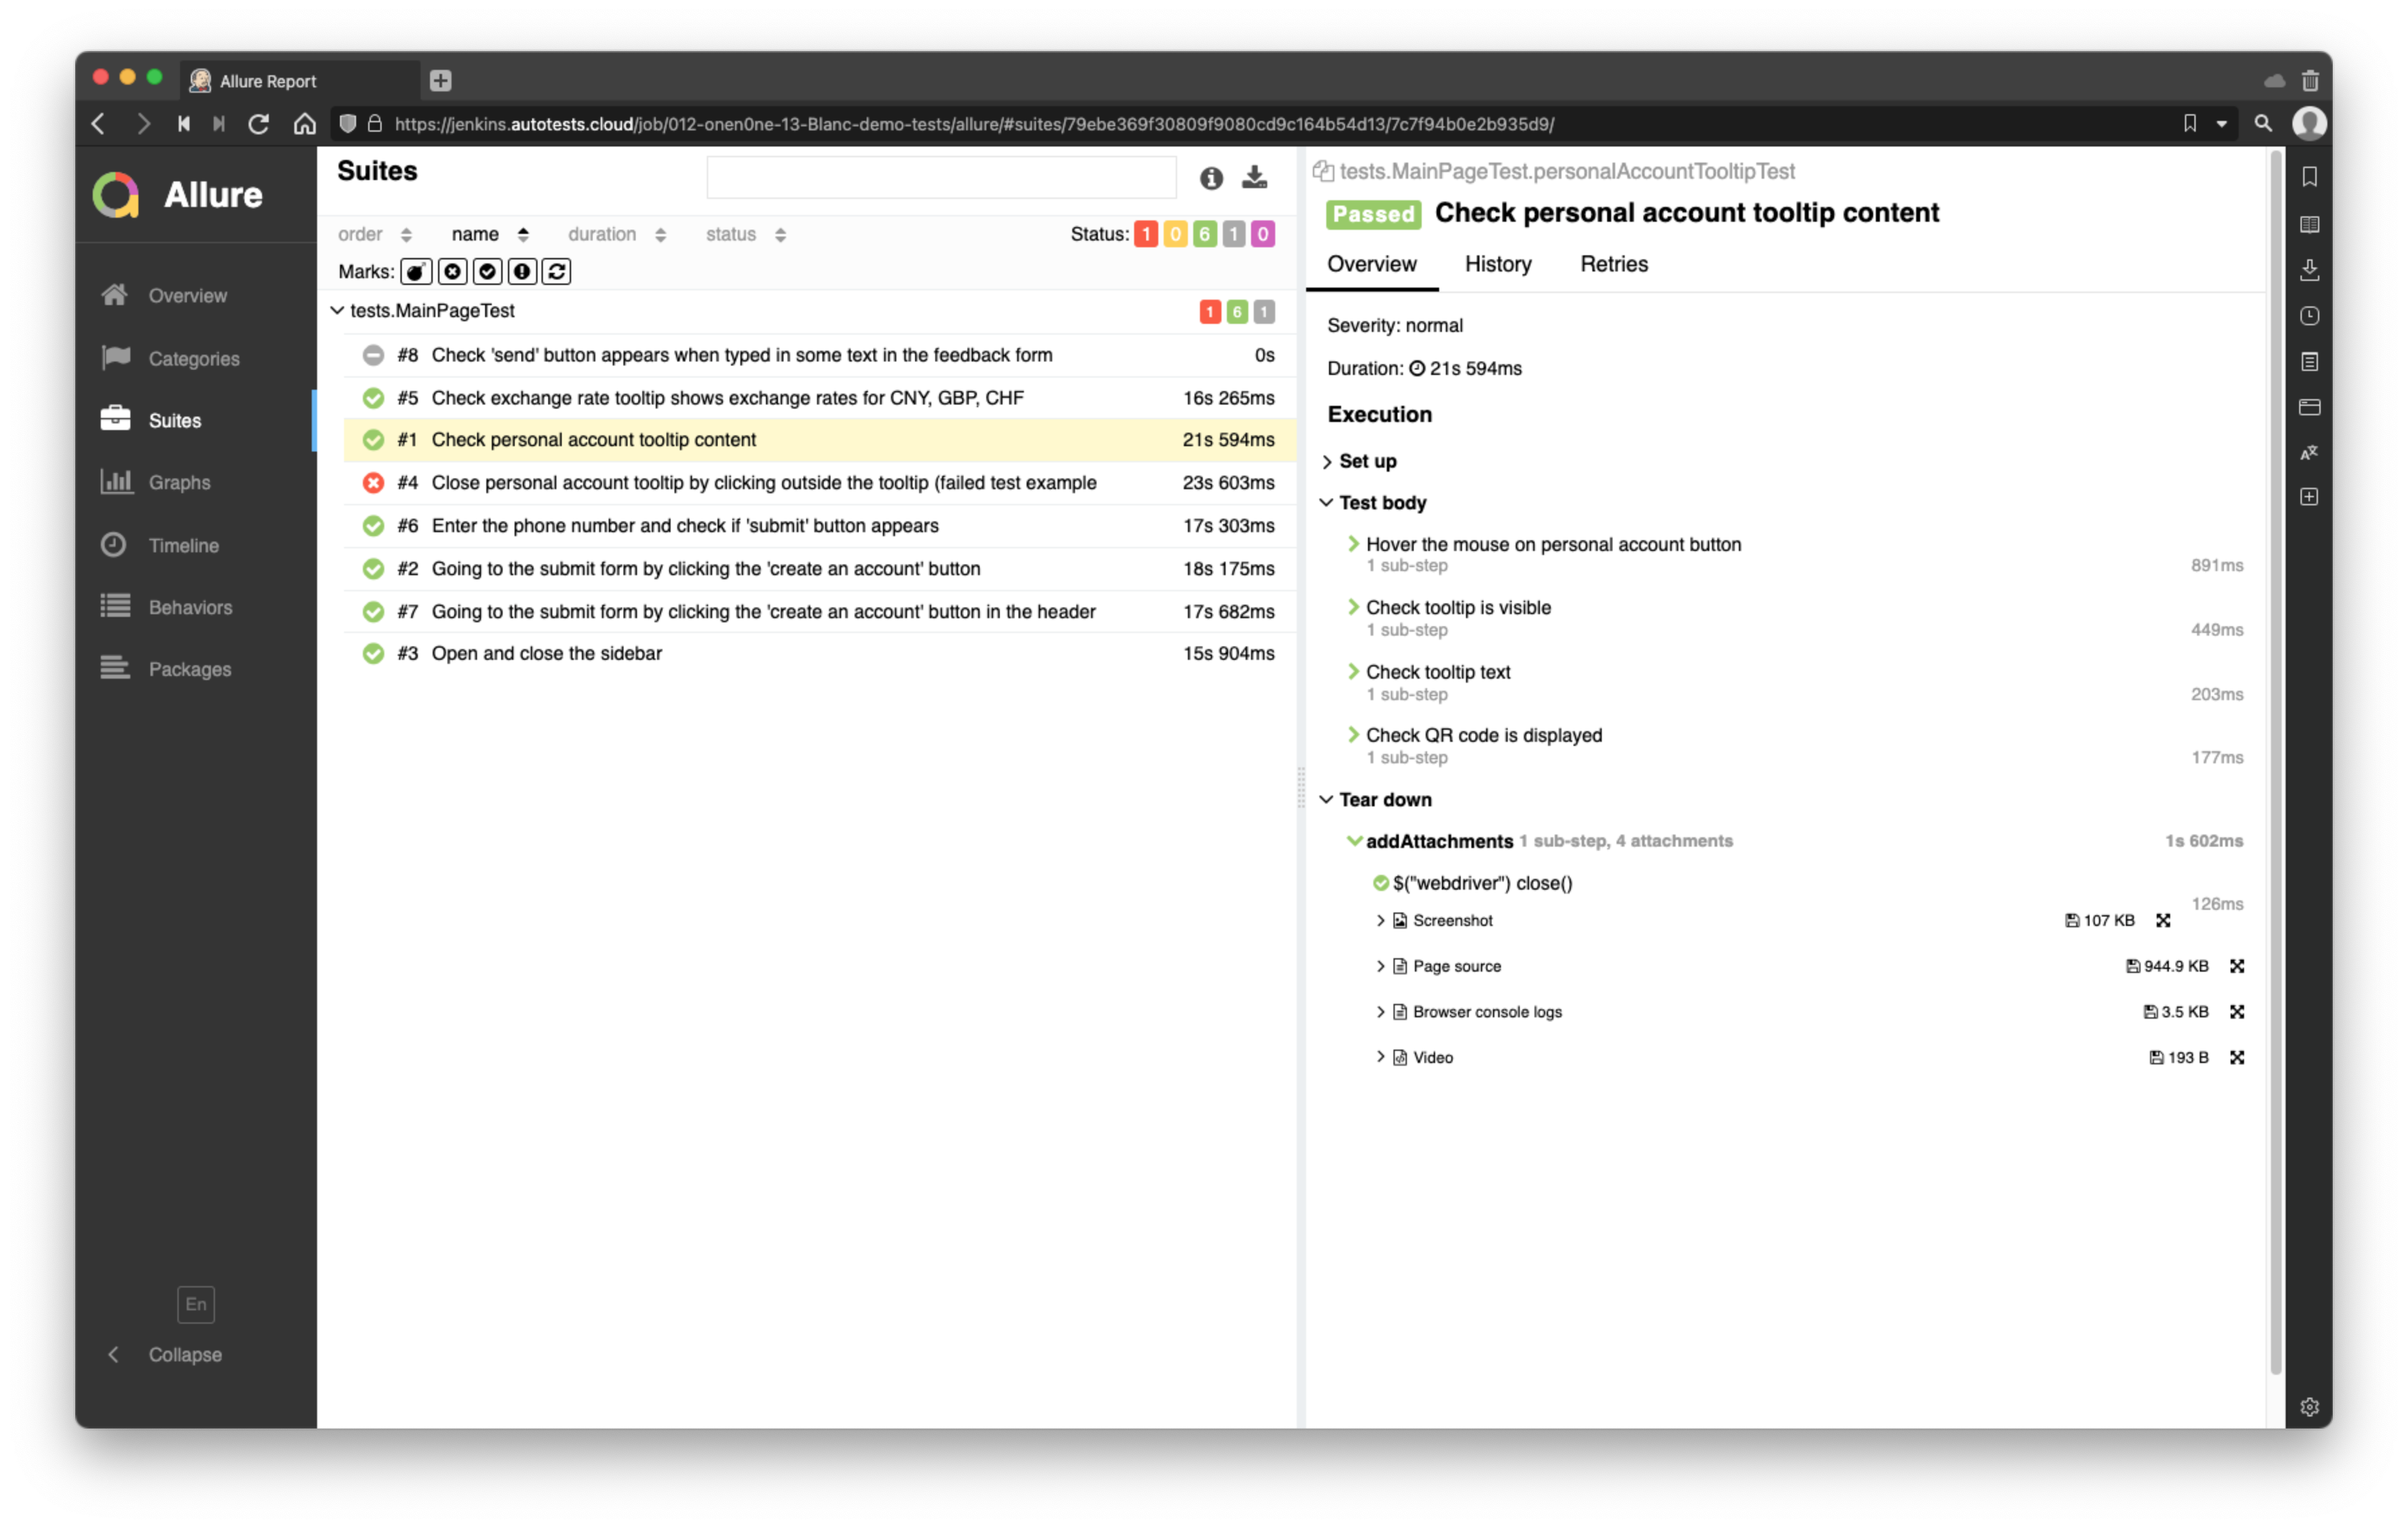 Allure Report
https://jenkins.autotests.cloud/job/012-onen0ne-13-Blanc-demo-tests/allure/#suites/79ebe369f30809f9080cd9c164b54d13/7c7f94b0e2b935d9/
Allure
Overview
Categories
Suites
Graphs
Timeline
Behaviors
Packages
En
Collapse
Suites
order name duration status Status: 1 0 6 1 0
Marks:
tests.MainPageTest 1 6 1
#8 Check 'send' button appears when typed in some text in the feedback form 0s
#5 Check exchange rate tooltip shows exchange rates for CNY, GBP, CHF 16s 265ms
#1 Check personal account tooltip content 21s 594ms
#4 Close personal account tooltip by clicking outside the tooltip (failed test example 23s 603ms
#6 Enter the phone number and check if 'submit' button appears 17s 303ms
#2 Going to the submit form by clicking the 'create an account' button 18s 175ms
#7 Going to the submit form by clicking the 'create an account' button in the header 17s 682ms
#3 Open and close the sidebar 15s 904ms
tests.MainPageTest.personalAccountTooltipTest
Passed Check personal account tooltip content
Overview History Retries
Severity: normal
Duration: 21s 594ms
Execution
Set up
Test body
Hover the mouse on personal account button
1 sub-step 891ms
Check tooltip is visible
1 sub-step 449ms
Check tooltip text
1 sub-step 203ms
Check QR code is displayed
1 sub-step 177ms
Tear down
addAttachments 1 sub-step, 4 attachments 1s 602ms
$("webdriver") close()
126ms
Screenshot 107 KB
Page source 944.9 KB
Browser console logs 3.5 KB
Video 193 B